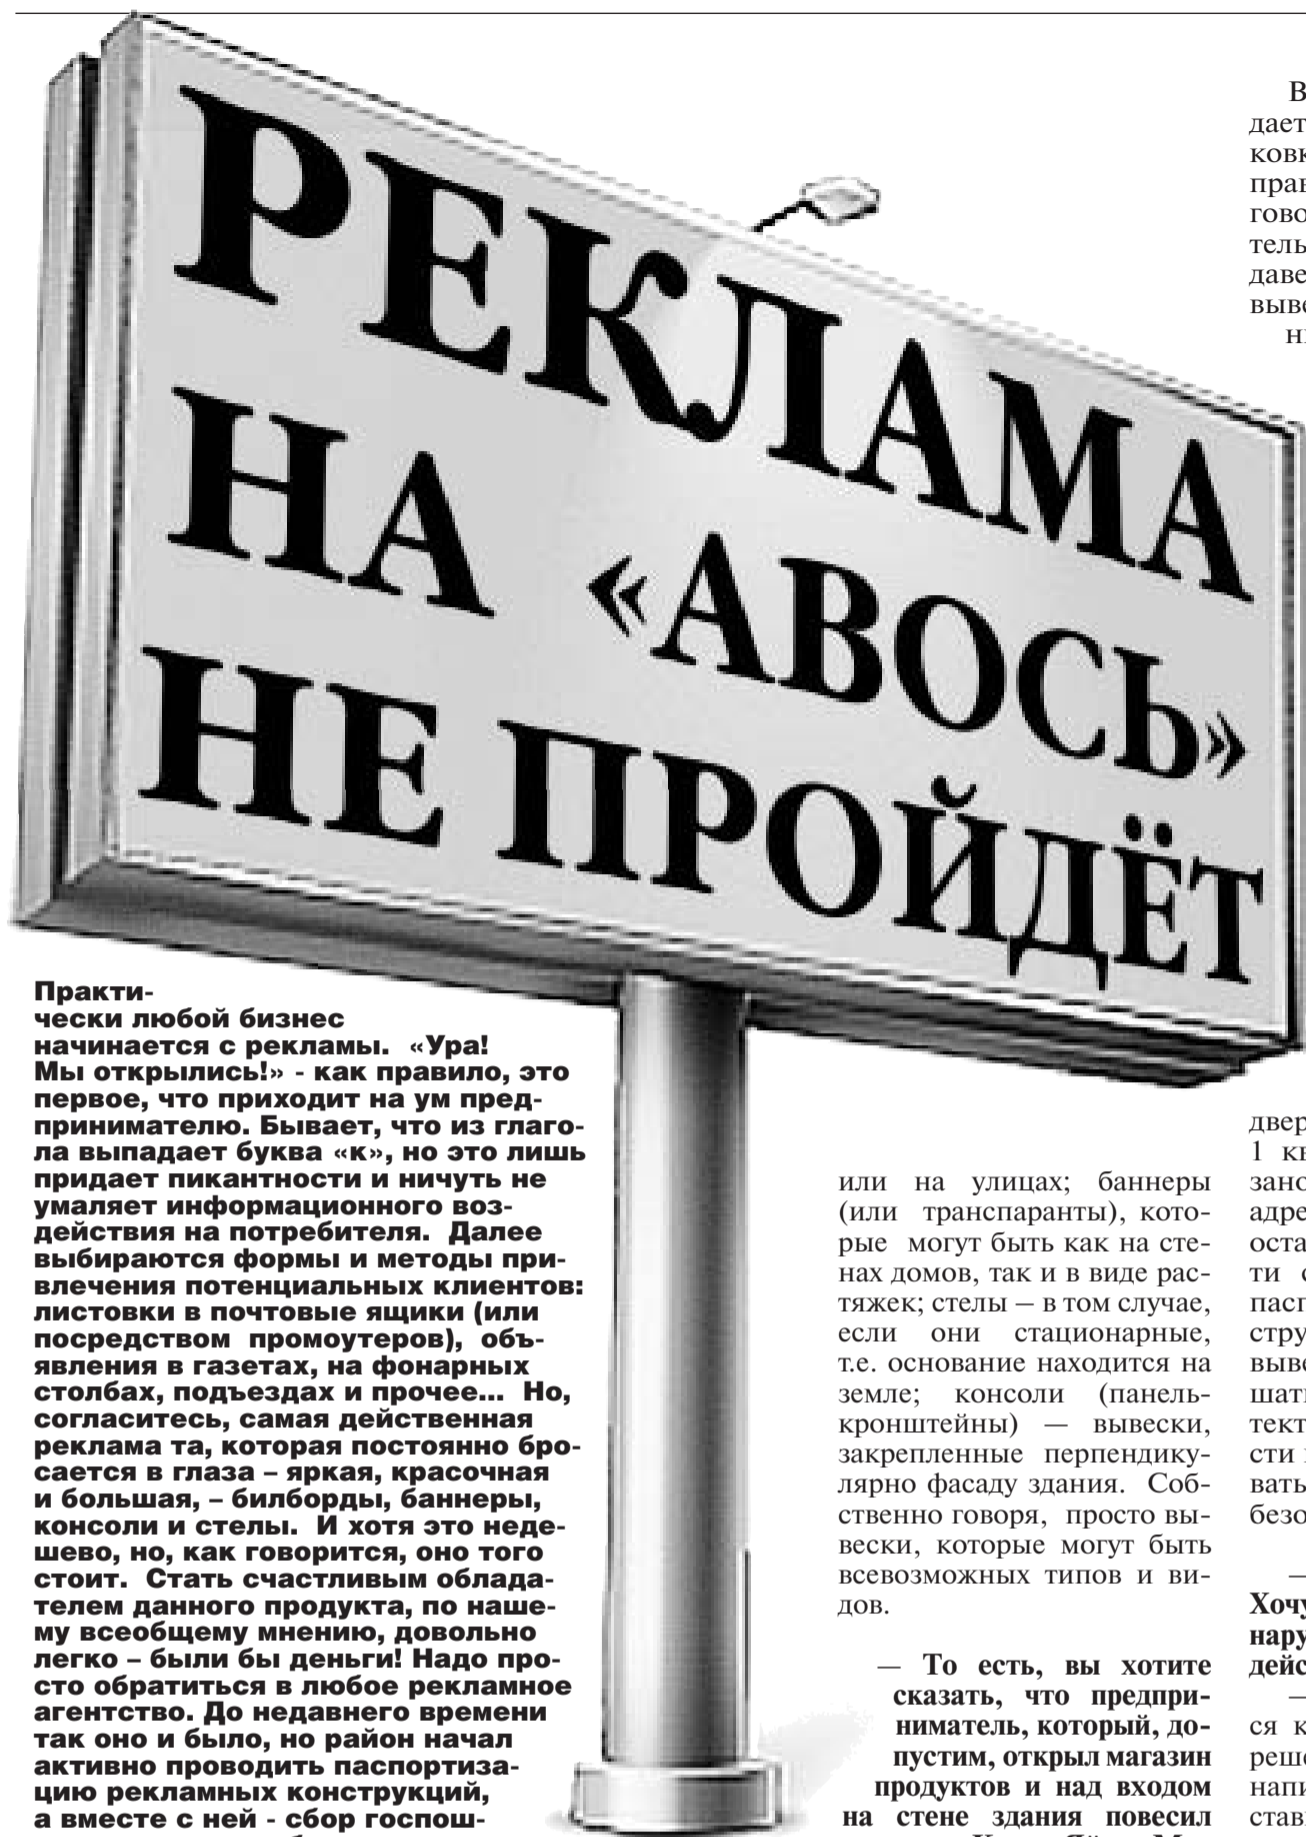 РЕКЛАМА
НА «АВОСЬ»
НЕ ПРОЙДЁТ
Практи-
чески любой бизнес
начинается с рекламы. «Ура!
Мы открылись!» - как правило, это
первое, что приходит на ум пред-
принимателю. Бывает, что из глаго-
ла выпадает буква «к», но это лишь
придает пикантности и ничуть не
умаляет информационного воз-
действия на потребителя. Далее
выбираются формы и методы при-
влечения потенциальных клиентов:
листовки в почтовые ящики (или
посредством промоутеров), объ-
явления в газетах, на фонарных
столбах, подъездах и прочее... Но,
согласитесь, самая действенная
реклама та, которая постоянно бро-
сается в глаза – яркая, красочная
и большая, – билборды, баннеры,
консоли и стелы. И хотя это неде-
шево, но, как говорится, оно того
стоит. Стать счастливым облада-
телем данного продукта, по наше-
му всеобщему мнению, довольно
легко – были бы деньги! Надо про-
сто обратиться в любое рекламное
агентство. До недавнего времени
так оно и было, но район начал
активно проводить паспортиза-
цию рекламных конструкций,
а вместе с ней - сбор госпош-
или на улицах; баннеры
(или транспаранты), кото-
рые могут быть как на сте-
нах домов, так и в виде рас-
тяжек; стелы — в том случае,
если они стационарные,
т.е. основание находится на
земле; консоли (панель-
кронштейны) — вывески,
закрепленные перпендику-
лярно фасаду здания. Соб-
ственно говоря, просто вы-
вески, которые могут быть
всевозможных типов и ви-
дов.
— То есть, вы хотите
сказать, что предпри-
ниматель, который, до-
пустим, открыл магазин
продуктов и над входом
на стене здания повесил